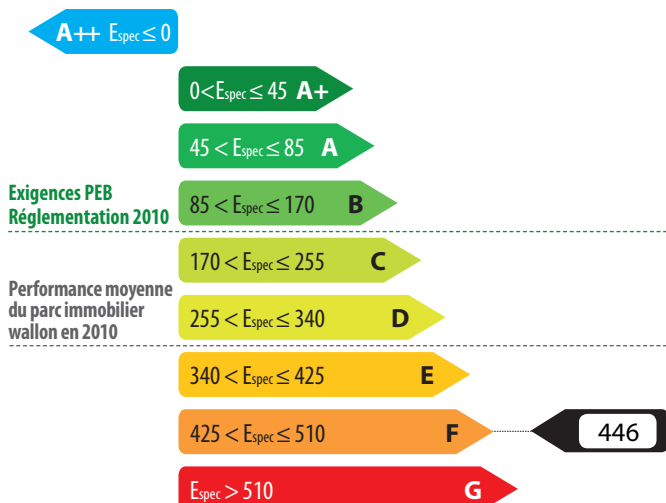 A++ Espec ≤ 0
0<Espec ≤ 45 A+
45 < Espec ≤ 85 A
Exigences PEB
Réglementation 2010
85 < Espec ≤ 170 B
170 < Espec ≤ 255 C
Performance moyenne
du parc immobilier
wallon en 2010
255 < Espec ≤ 340 D
340 < Espec ≤ 425 E
425 < Espec ≤ 510 F
446
Espec > 510 G